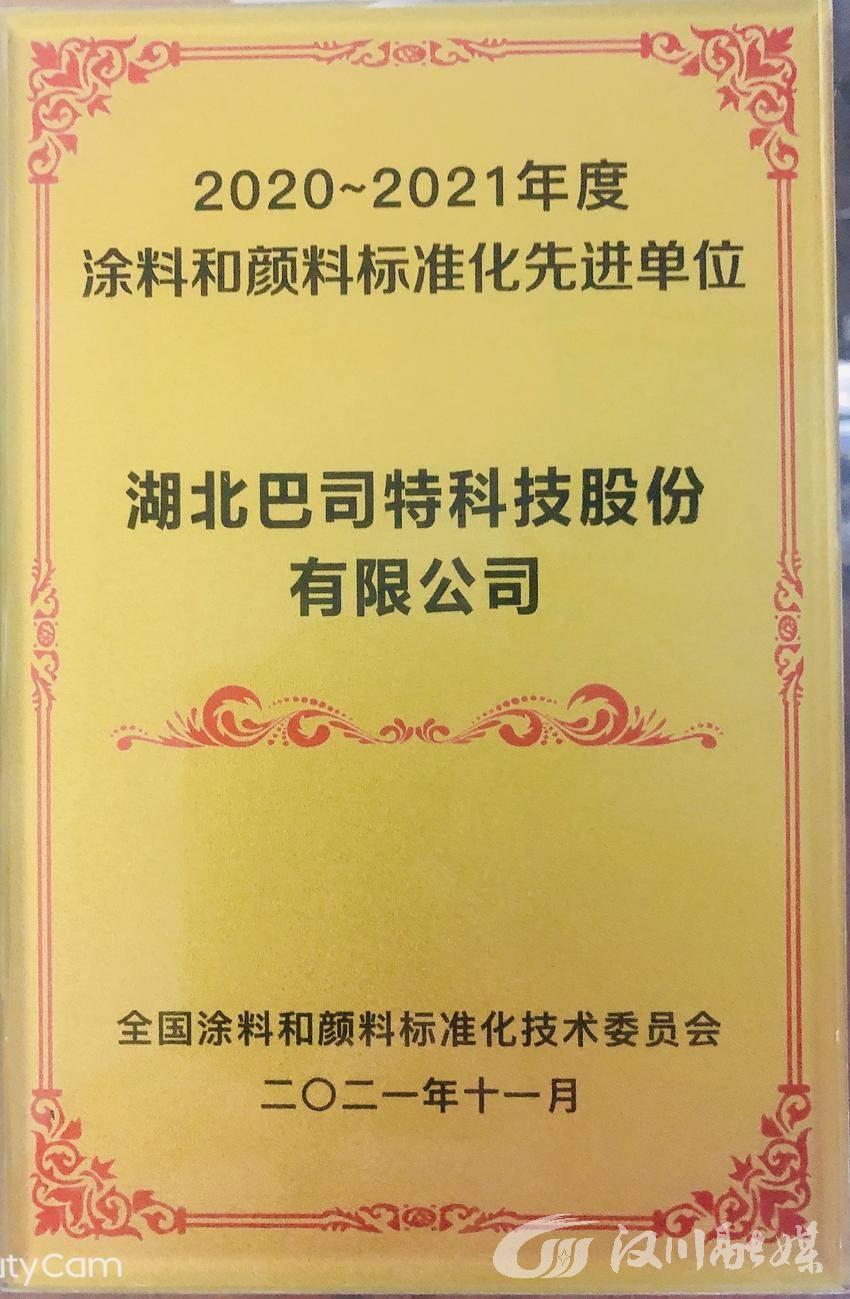 2020~2021年度
涂料和颜料标准化先进单位
湖北巴司特科技股份
有限公司
全国涂料和颜料标准化技术委员会
二〇二一年十一月
utyCam
汉川融媒